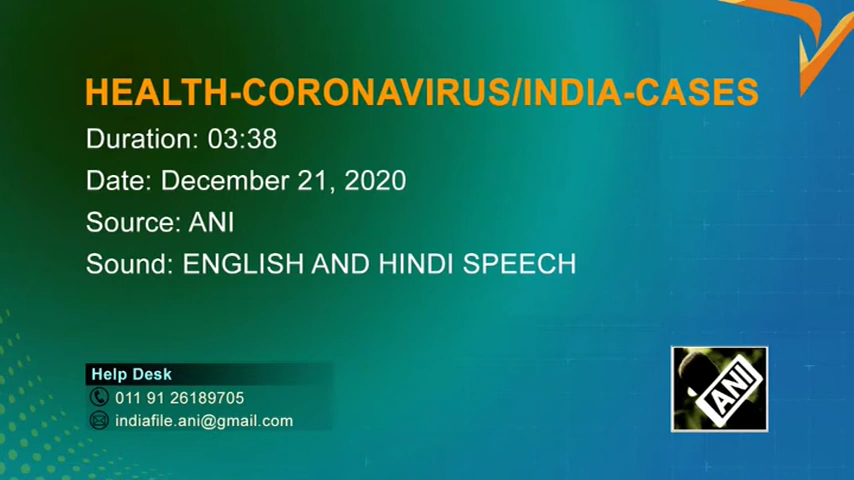 HEALTH-CORONAVIRUS/INDIA-CASES
Duration: 03:38
Date: December 21, 2020
Source: ANI
Sound: ENGLISH AND HINDI SPEECH
Help Desk
011 91 26189705
indiafile.ani@gmail.com
ANI